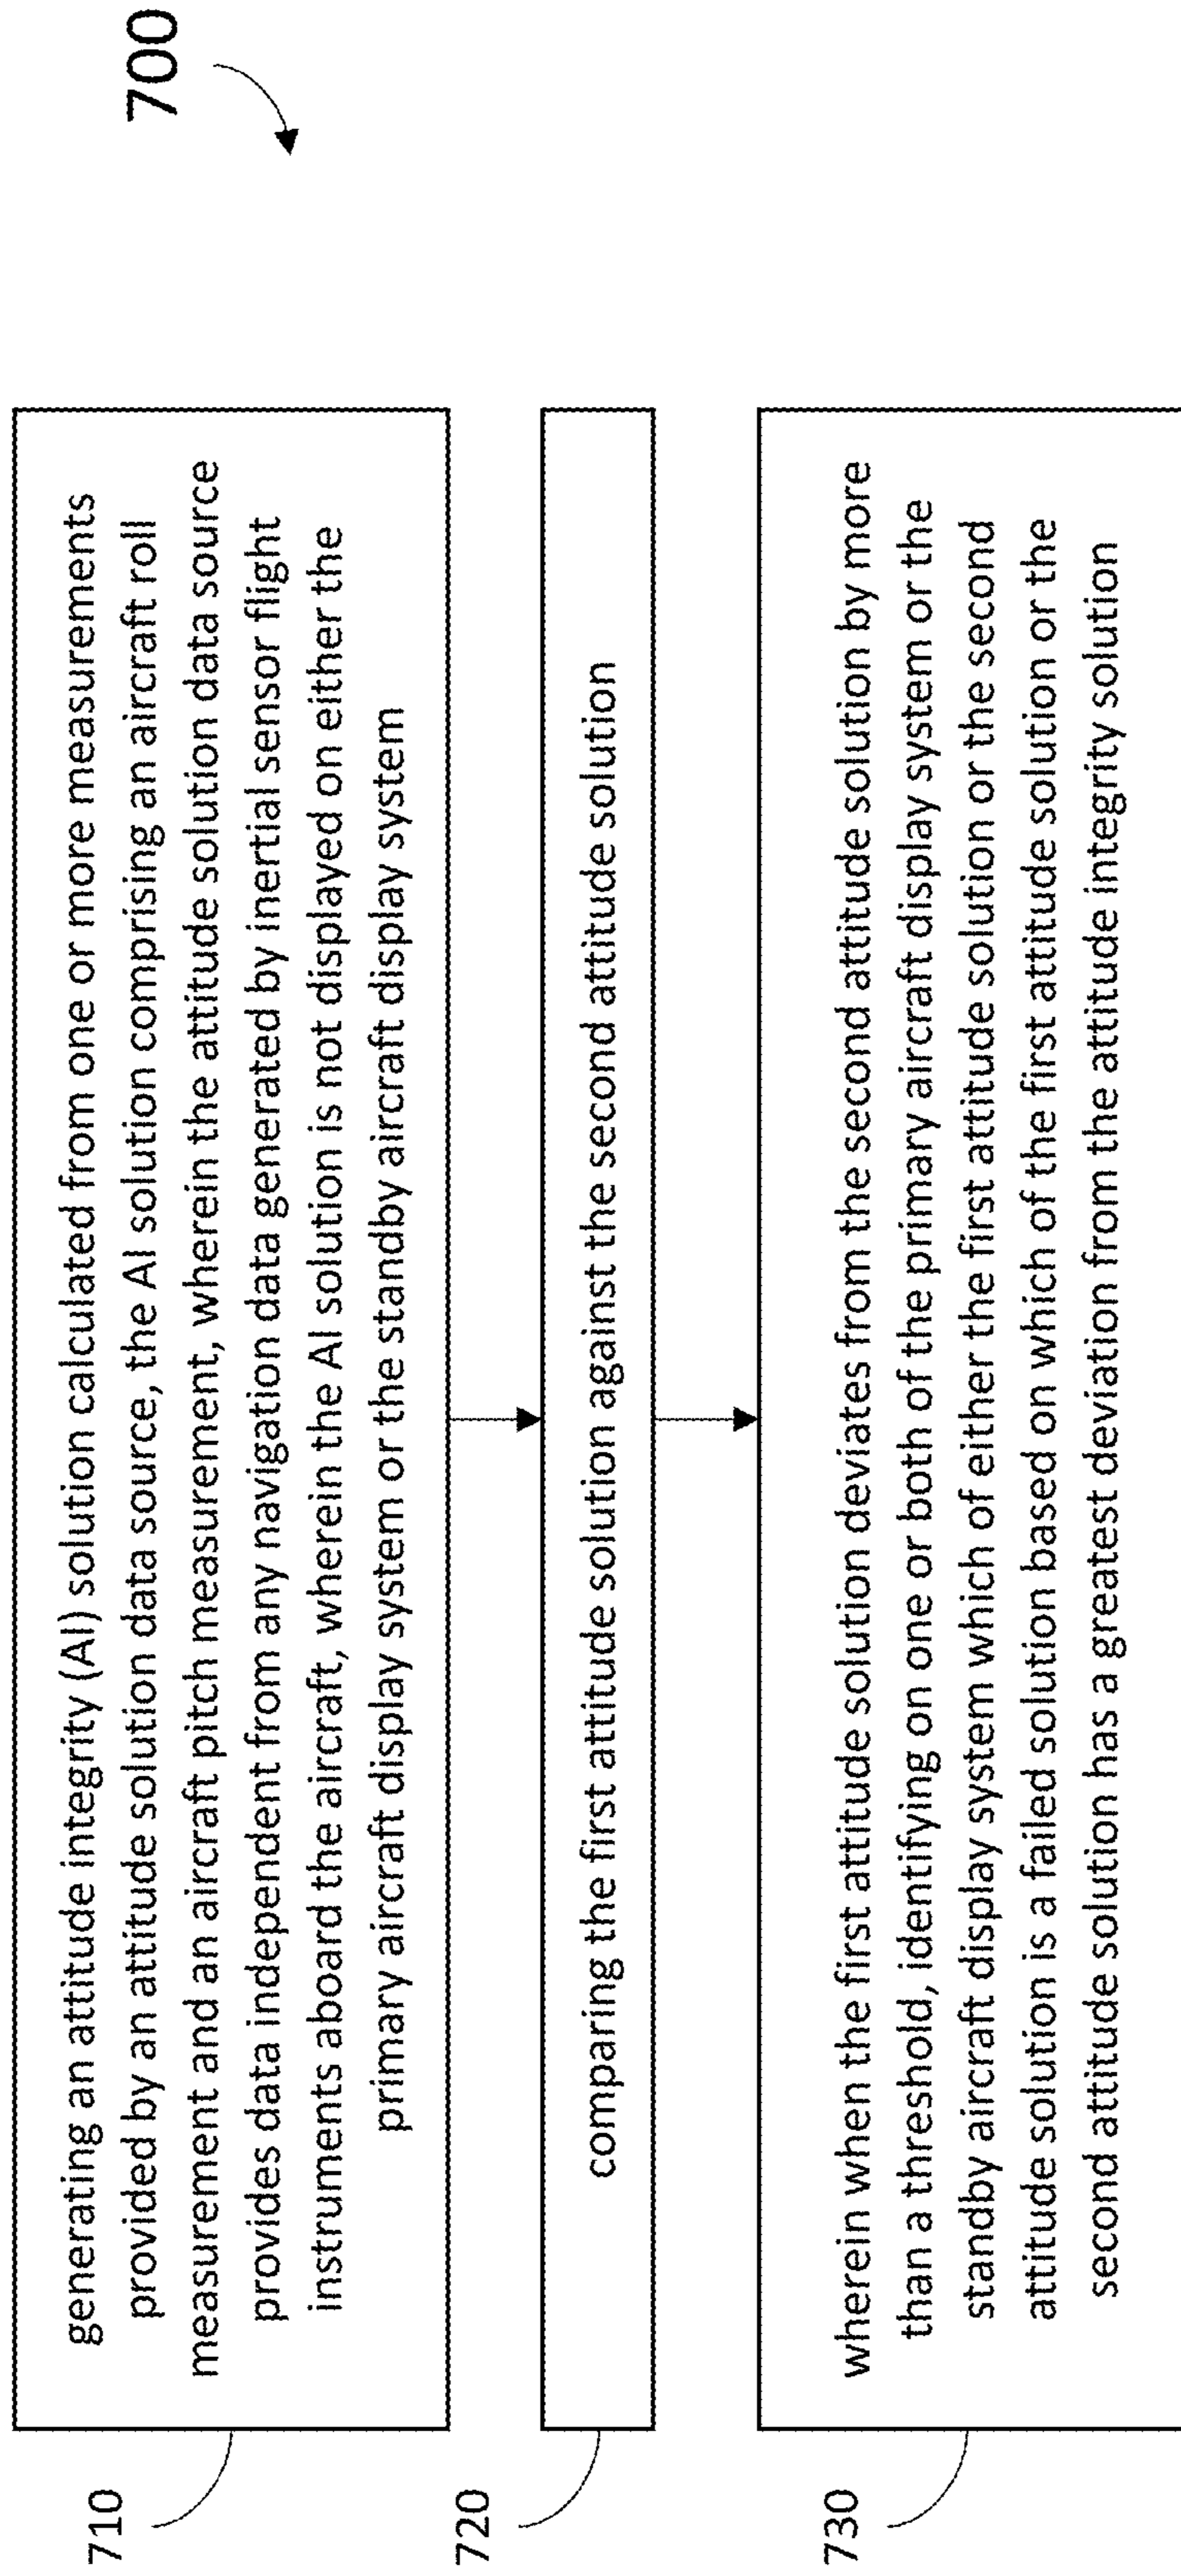 700
710
generating an attitude integrity (AI) solution calculated from one or more measurements
provided by an attitude solution data source, the AI solution comprising an aircraft roll
measurement and an aircraft pitch measurement, wherein the attitude solution data source
provides data independent from any navigation data generated by inertial sensor flight
instruments aboard the aircraft, wherein the AI solution is not displayed on either the
primary aircraft display system or the standby aircraft display system
720
comparing the first attitude solution against the second attitude solution
730
wherein when the first attitude solution deviates from the second attitude solution by more
than a threshold, identifying on one or both of the primary aircraft display system or the
standby aircraft display system which of either the first attitude solution or the second
attitude solution is a failed solution based on which of the first attitude solution or the
second attitude solution has a greatest deviation from the attitude integrity solution